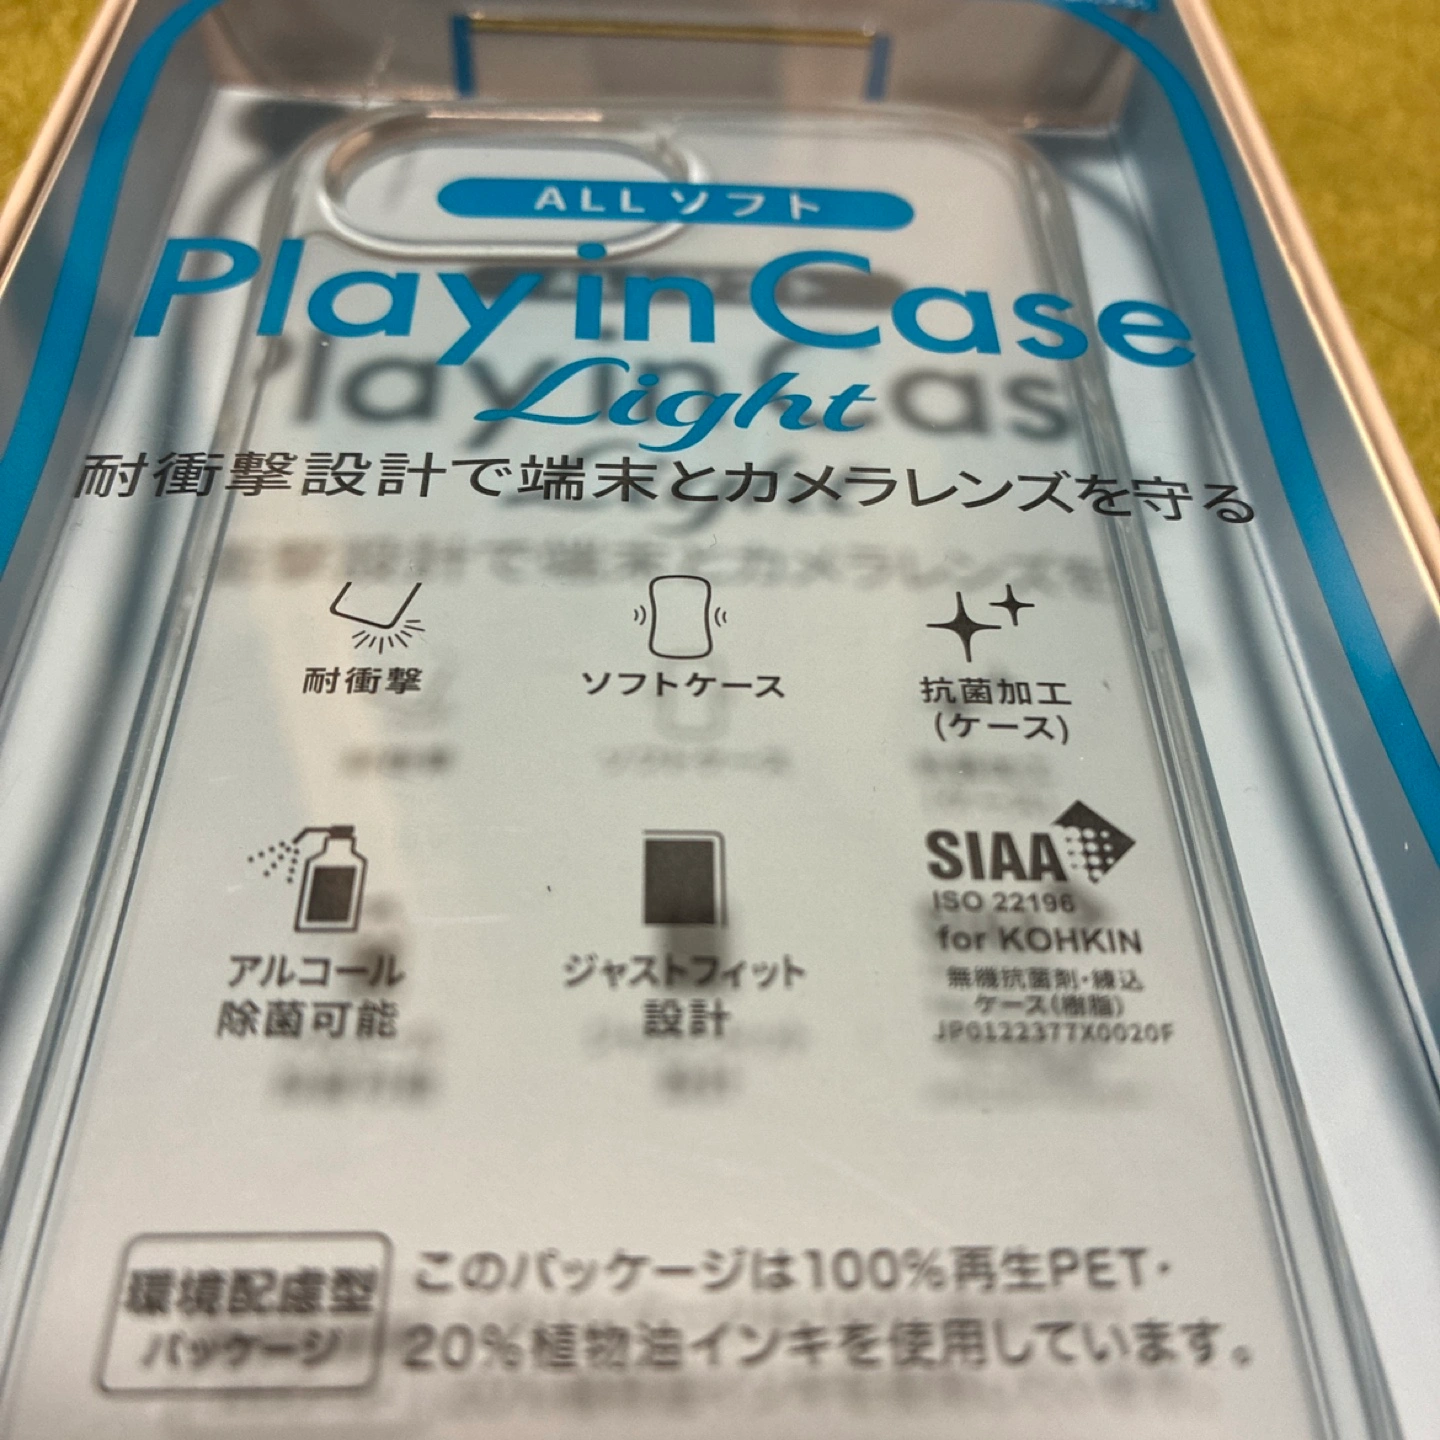 ALLソフト
Play in Case
Light
耐衝撃設計で端末とカメラレンズを守る
耐衝撃
ソフトケース
抗菌加工
(ケース)
アルコール
除菌可能
ジャストフィット
設計
SIAA
ISO 22196
for KOHKIN
無機抗菌剤・練込
ケース(樹脂)
JP0122377X0020F
環境配慮型
パッケージ
このパッケージは100%再生PET・
20%植物油インキを使用しています。